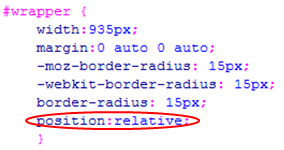 #wrapper {
width:935px;
margin:0 auto 0 auto;
-moz-border-radius: 15px;
-webkit-border-radius: 15px;
border-radius: 15px;
position:relative;
}